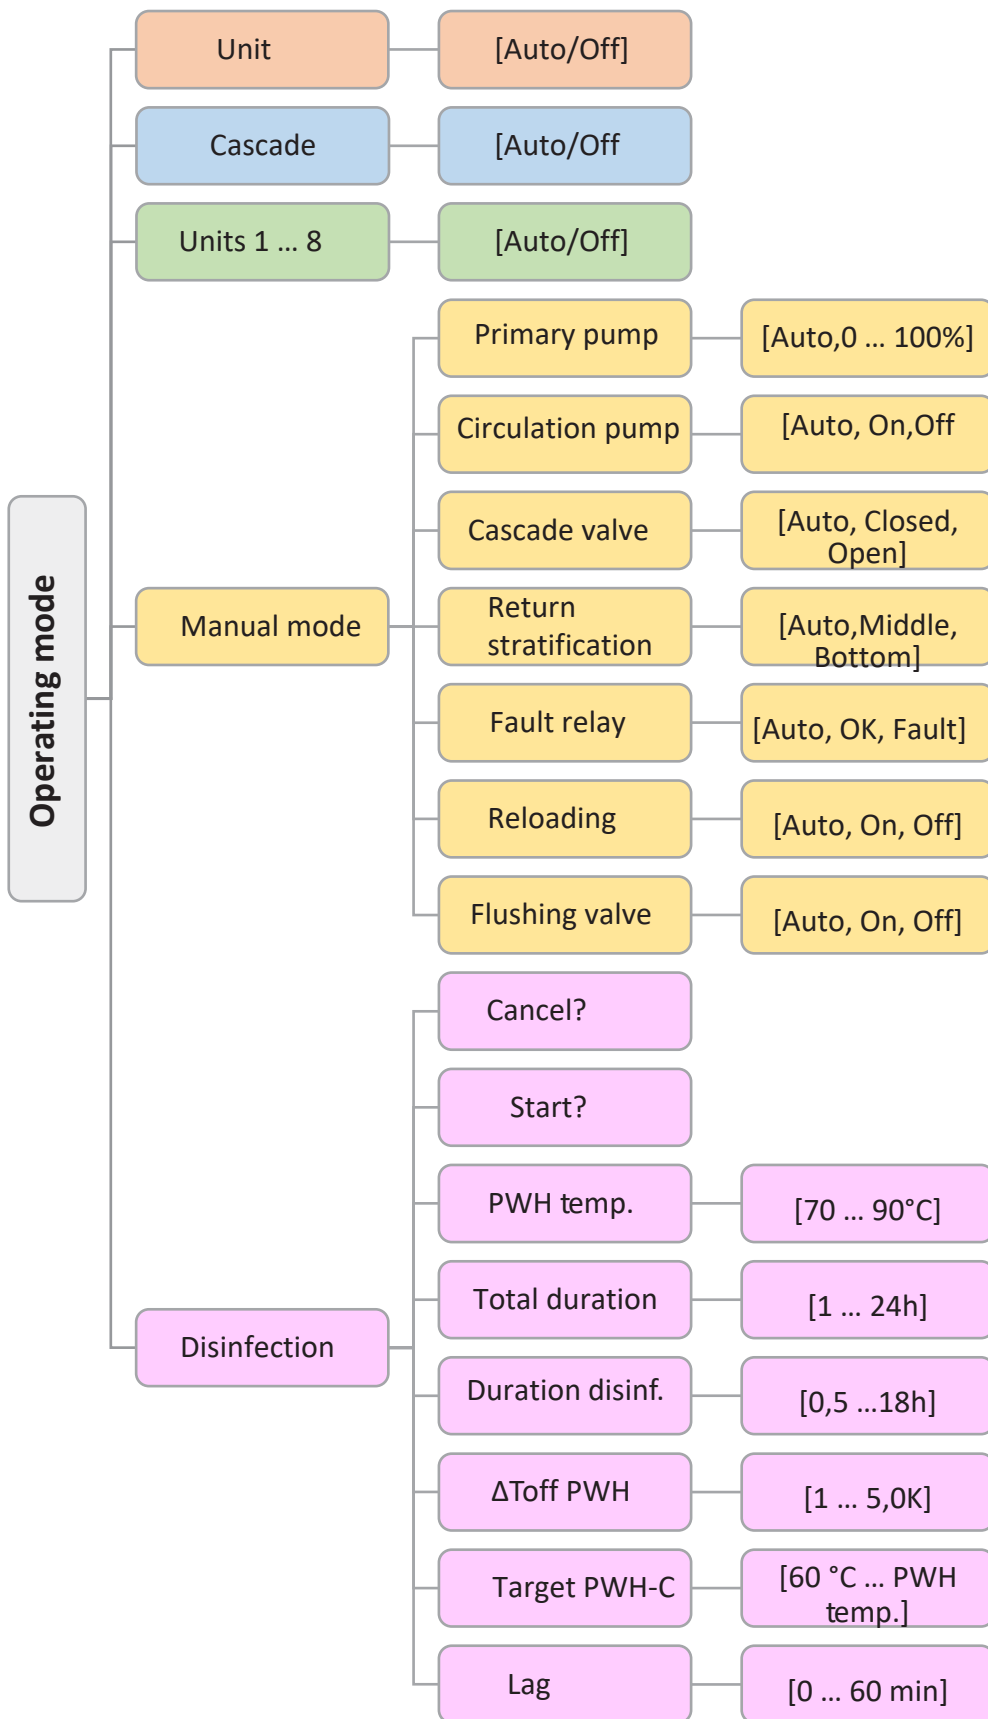 Operating mode
Unit
[Auto/Off]
Cascade
[Auto/Off
Units 1 ... 8
[Auto/Off]
Manual mode
Primary pump
[Auto,0 ... 100%]
Circulation pump
[Auto, On,Off
Cascade valve
[Auto, Closed,
Open]
Return
stratification
[Auto,Middle,
Bottom]
Fault relay
[Auto, OK, Fault]
Reloading
[Auto, On, Off]
Flushing valve
[Auto, On, Off]
Disinfection
Cancel?
Start?
PWH temp.
[70 ... 90°C]
Total duration
[1 ... 24h]
Duration disinf.
[0,5 ...18h]
ΔToff PWH
[1 ... 5,0K]
Target PWH-C
[60 °C ... PWH
temp.]
Lag
[0 ... 60 min]